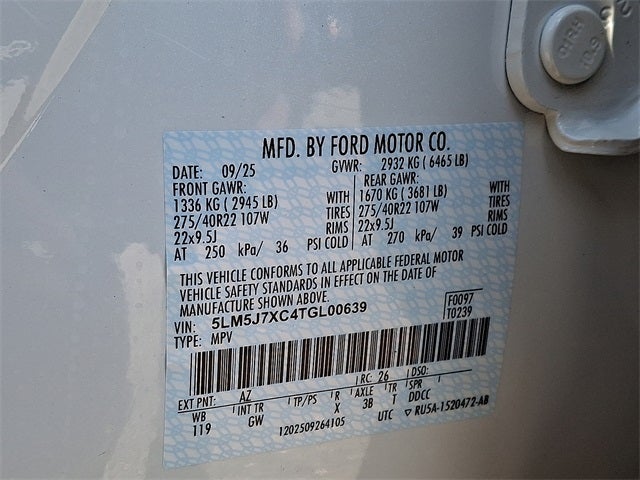 MFD. BY FORD MOTOR CO.
DATE: 09/25 GVWR: 2932 KG ( 6465 LB)
FRONT GAWR: REAR GAWR:
1336 KG ( 2945 LB) WITH 1670 KG ( 3681 LB) WITH
275/40R22 107W TIRES 275/40R22 107W TIRES
22x9.5J RIMS 22x9.5J RIMS
AT 250 kPa/ 36 PSI COLD AT 270 kPa/ 39 PSI COLD
THIS VEHICLE CONFORMS TO ALL APPLICABLE FEDERAL MOTOR
VEHICLE SAFETY STANDARDS IN EFFECT ON THE DATE OF
MANUFACTURE SHOWN ABOVE.
VIN: 5LM5J7XC4TGL00639 F0097
TYPE: MPV T0239
EXT PNT: AZ RC: 26 DSO:
WB INT TR TP/PS R AXLE TR SPR
119 GW X 3B T DDCC
1202509264105 UTC RU5A-1520472-AB
10.9